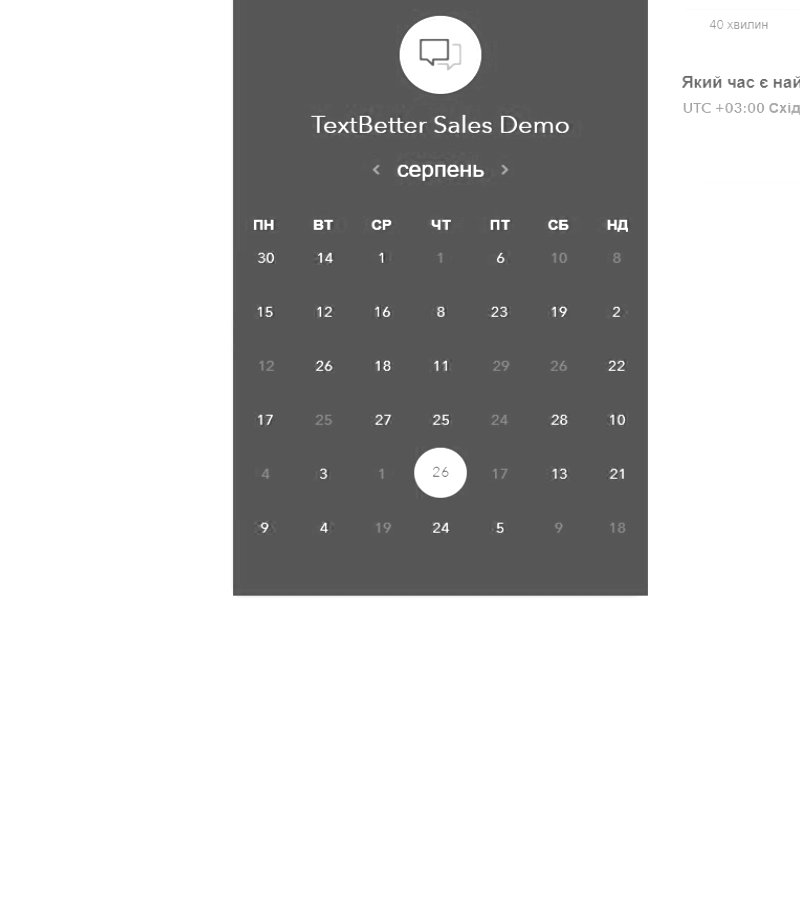 40 хвилин
Який час є най
UTC +03:00 Схід
TextBetter Sales Demo
‹ серпень ›
ПН ВТ СР ЧТ ПТ СБ НД
30 14 1 1 6 10 8
15 12 16 8 23 19 2
12 26 18 11 29 26 22
17 25 27 25 24 28 10
4 3 1 26 17 13 21
9 4 19 24 5 9 18